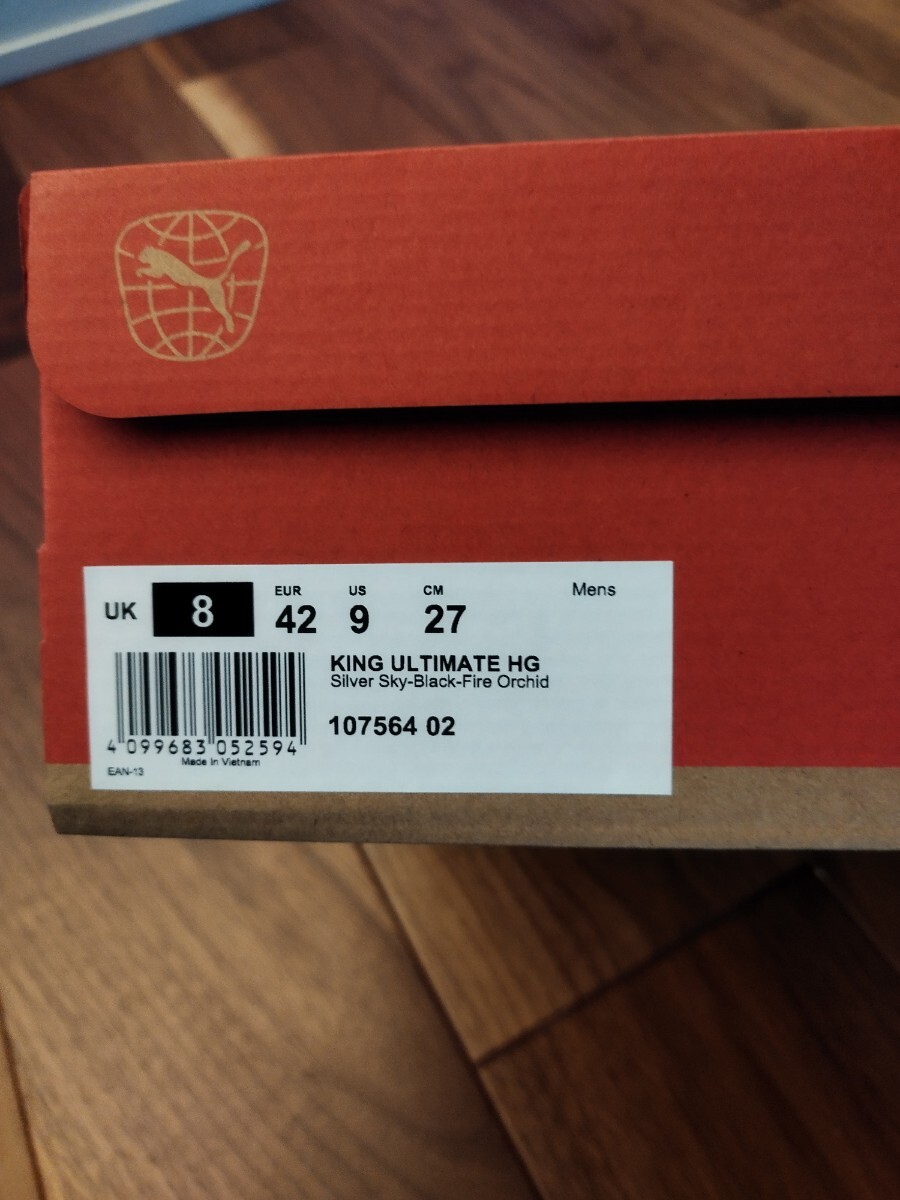 EUR US CM Mens
UK 8 42 9 27
KING ULTIMATE HG
Silver Sky-Black-Fire Orchid
107564 02
4 099683 052594
Made in Vietnam
EAN-13